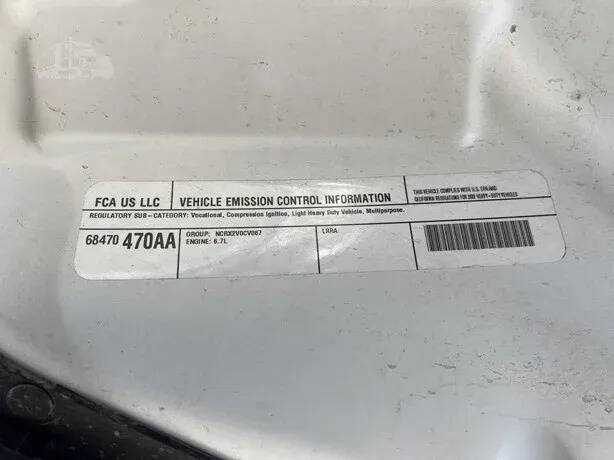 FCA US LLC
VEHICLE EMISSION CONTROL INFORMATION
THIS VEHICLE COMPLIES WITH U.S. EPA AND
CALIFORNIA REGULATIONS FOR 2022 HEAVY-DUTY VEHICLES
REGULATORY SUB-CATEGORY: Vocational, Compression Ignition, Light Heavy Duty Vehicle, Multipurpose.
68470 470AA
GROUP: NCRX2VOCV067
ENGINE: 6.7L
LRRA